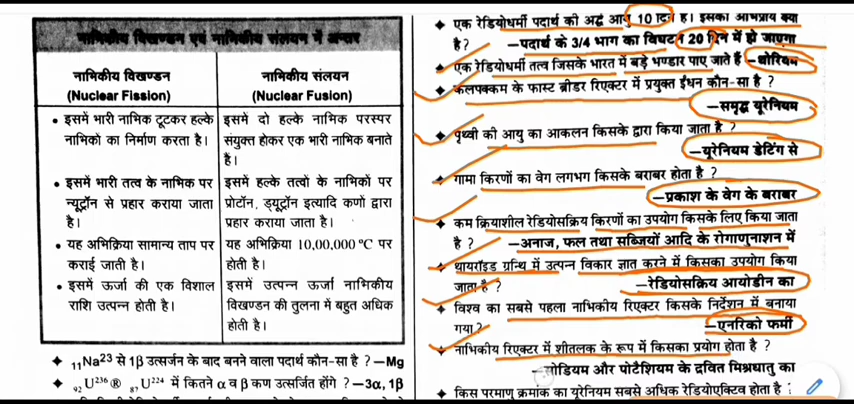 नाभिकीय विखण्डन एवं नाभिकीय संलयन में अन्तर
नाभिकीय विखण्डन
(Nuclear Fission)
नाभिकीय संलयन
(Nuclear Fusion)
• इसमें भारी नाभिक टूटकर हल्के
नाभिकों का निर्माण करता है।
इसमें दो हल्के नाभिक परस्पर
संयुक्त होकर एक भारी नाभिक बनाते
हैं।
• इसमें भारी तत्व के नाभिक पर
न्यूट्रॉन से प्रहार कराया जाता
है।
इसमें हल्के तत्वों के नाभिकों पर
प्रोटॉन, ड्यूट्रॉन इत्यादि कणों द्वारा
प्रहार कराया जाता है।
• यह अभिक्रिया सामान्य ताप पर
कराई जाती है।
यह अभिक्रिया 10,00,000 °C पर
होती है।
• इसमें ऊर्जा की एक विशाल
राशि उत्पन्न होती है।
इसमें उत्पन्न ऊर्जा नाभिकीय
विखण्डन की तुलना में बहुत अधिक
होती है।
✦ ₁₁Na²³ से 1β उत्सर्जन के बाद बनने वाला पदार्थ कौन-सा है ? —Mg
✦ ₉₂U²³⁶ ® ₈₇U²²⁴ में कितने α व β कण उत्सर्जित होंगे ? —3α, 1β
✦ एक रेडियोधर्मी पदार्थ की अर्द्ध आयु 10 दिन है। इसका अभिप्राय क्या
है? —पदार्थ के 3/4 भाग का विघटन 20 दिन में हो जाएगा
✦ एक रेडियोधर्मी तत्व जिसके भारत में बड़े भण्डार पाए जाते हैं —थोरियम
✦ कलपक्कम के फास्ट ब्रीडर रिएक्टर में प्रयुक्त ईंधन कौन-सा है ?
—समृद्ध यूरेनियम
✦ पृथ्वी की आयु का आकलन किसके द्वारा किया जाता है ?
—यूरेनियम डेटिंग से
✦ गामा किरणों का वेग लगभग किसके बराबर होता है ?
—प्रकाश के वेग के बराबर
✦ कम क्रियाशील रेडियोसक्रिय किरणों का उपयोग किसके लिए किया जाता
है ? —अनाज, फल तथा सब्जियों आदि के रोगाणुनाशन में
✦ थायरॉइड ग्रन्थि में उत्पन्न विकार ज्ञात करने में किसका उपयोग किया
जाता है ? —रेडियोसक्रिय आयोडीन का
✦ विश्व का सबसे पहला नाभिकीय रिएक्टर किसके निर्देशन में बनाया
गया? —एनरिको फर्मी
✦ नाभिकीय रिएक्टर में शीतलक के रूप में किसका प्रयोग होता है ?
—सोडियम और पोटैशियम के द्रवित मिश्रधातु का
✦ किस परमाणु क्रमांक का यूरेनियम सबसे अधिक रेडियोएक्टिव होता है